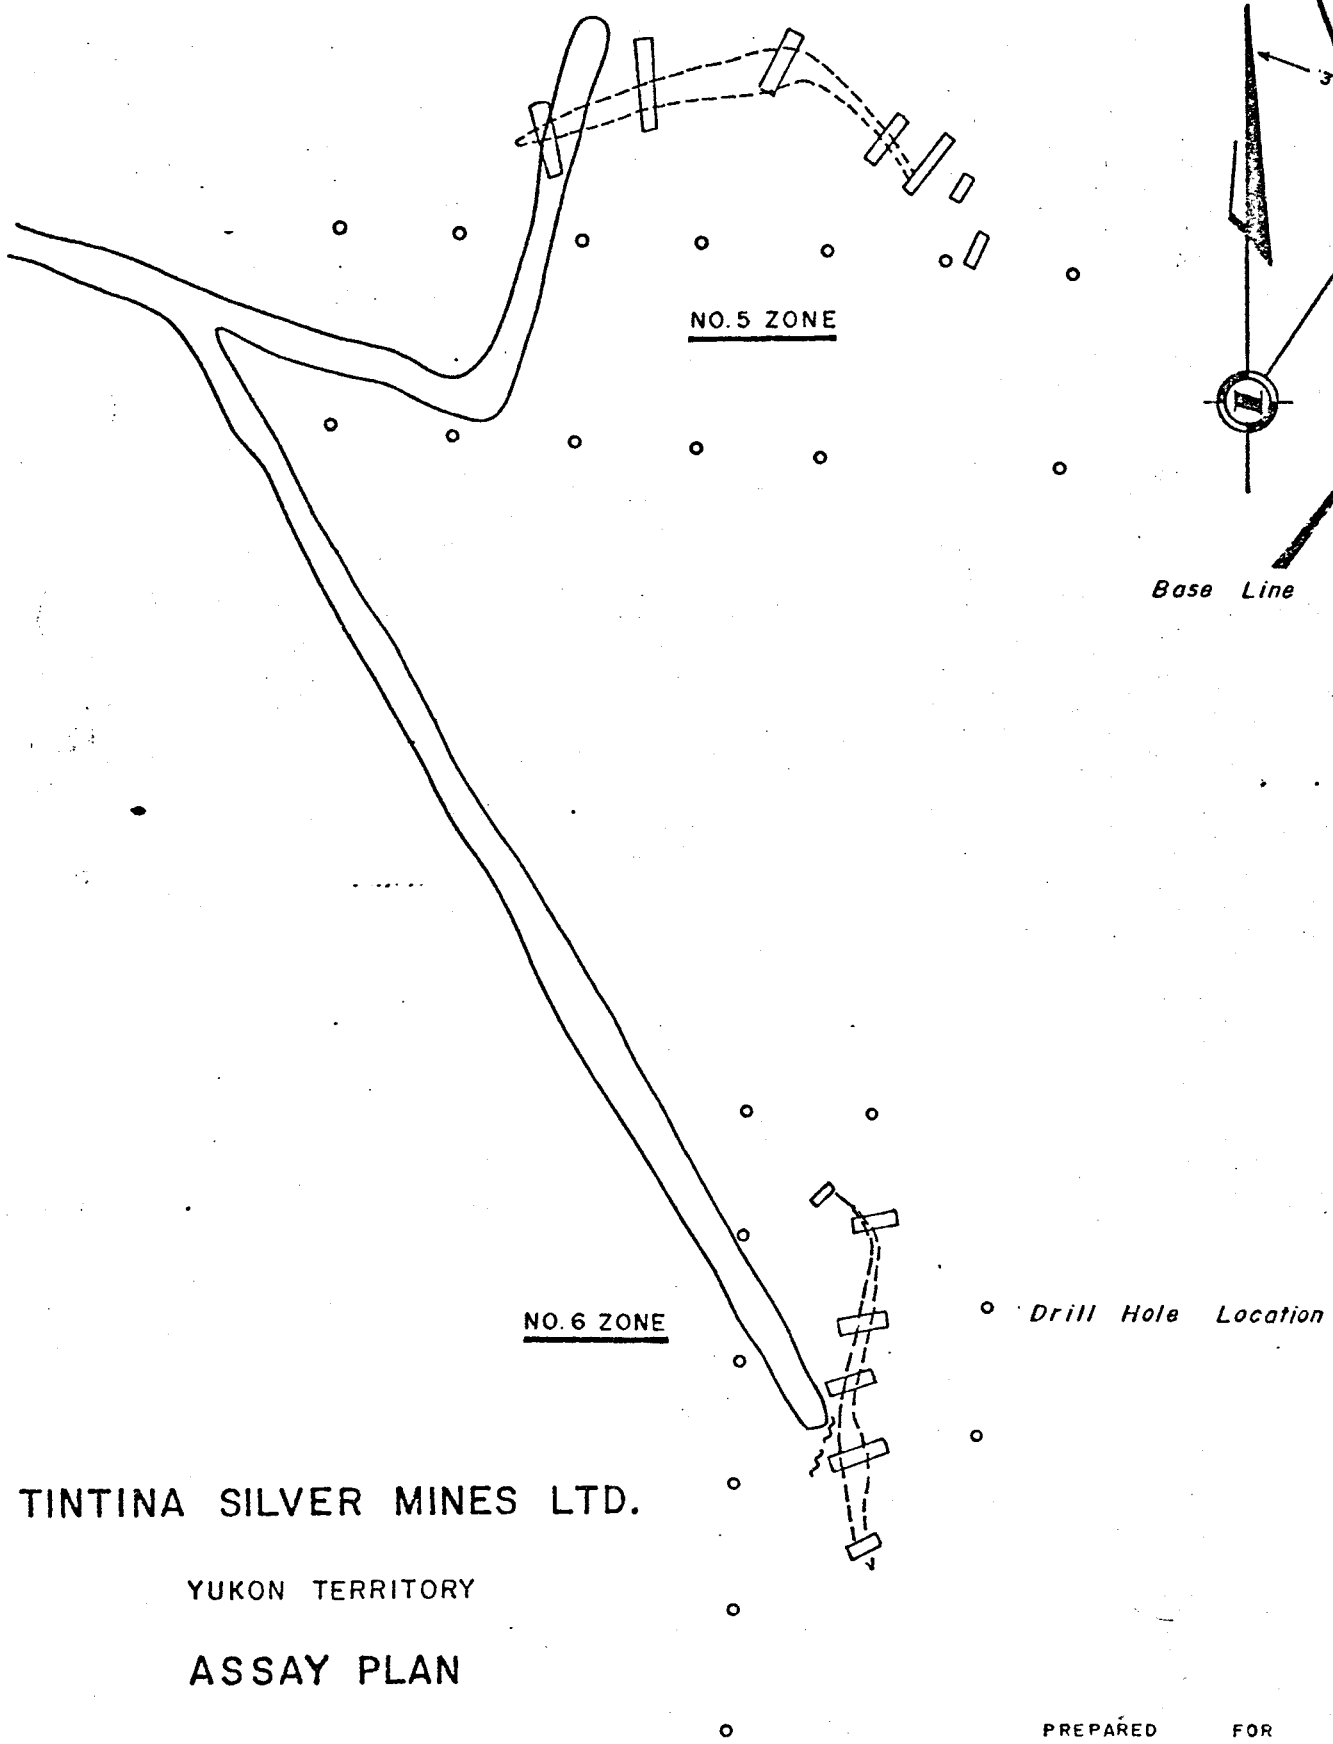 3
NO. 5 ZONE
Base Line
NO. 6 ZONE
Drill Hole Location
TINTINA SILVER MINES LTD.
YUKON TERRITORY
ASSAY PLAN
PREPARED FOR